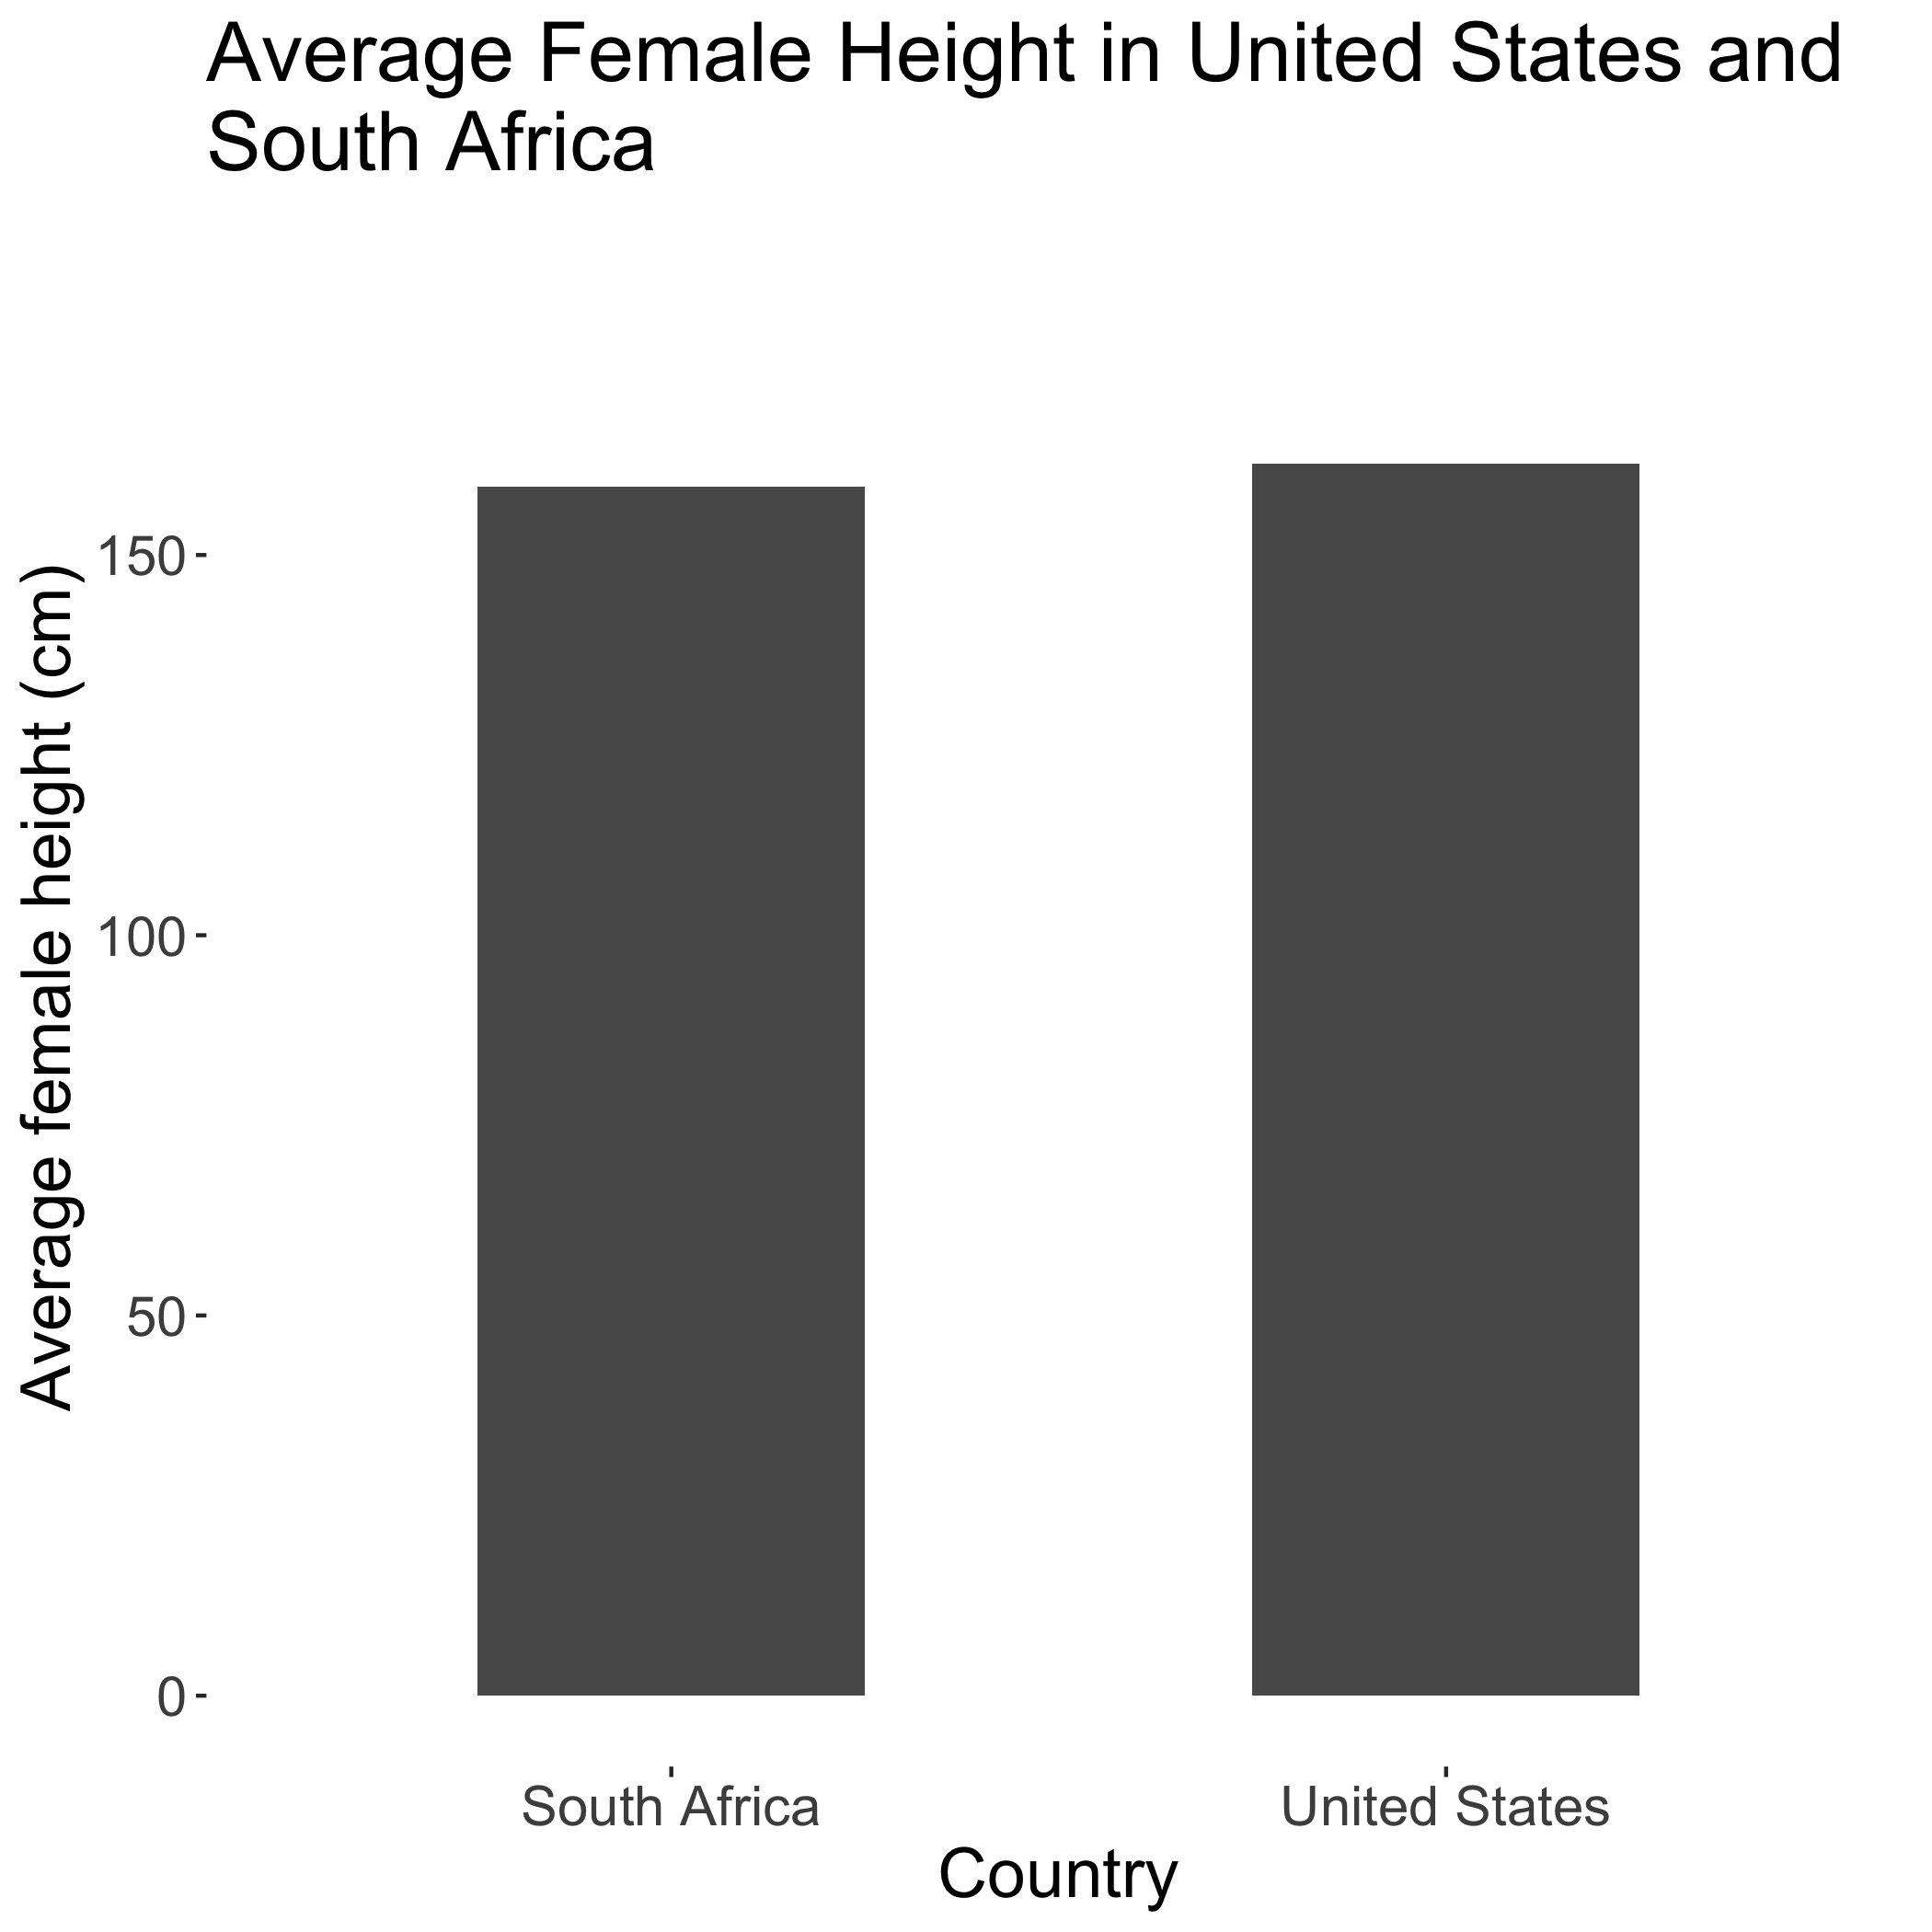 Average Female Height in United States and
South Africa
Average female height (cm)
150
100
50
0
South Africa
United States
Country